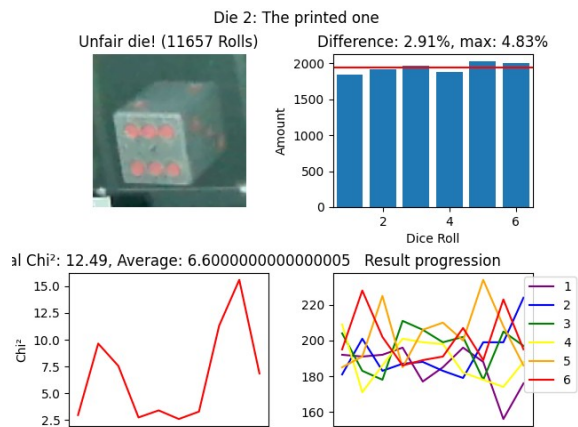 Die 2: The printed one
Unfair die! (11657 Rolls)
Difference: 2.91%, max: 4.83%
2000
1500
1000
500
0
Amount
2 4 6
Dice Roll
al Chi²: 12.49, Average: 6.6000000000000005
15.0
12.5
10.0
7.5
5.0
2.5
Chi²
Result progression
220
200
180
160
1
2
3
4
5
6